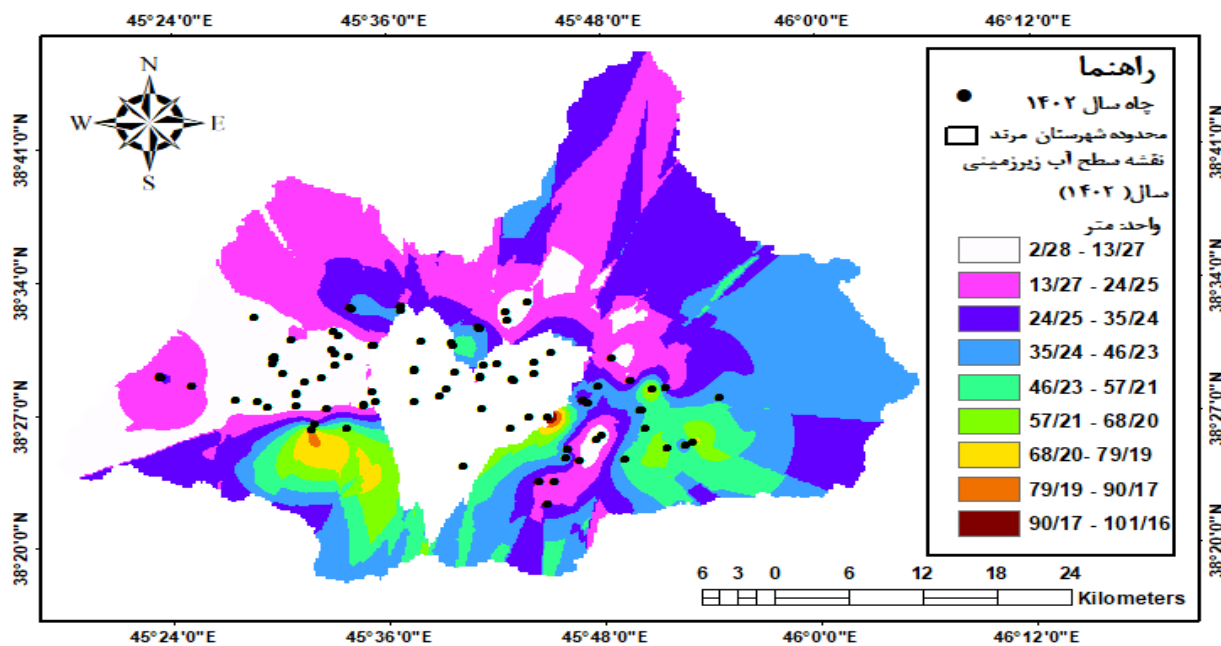 45°24'0"E 45°36'0"E 45°48'0"E 46°0'0"E 46°12'0"E
38°41'0"N
38°34'0"N
38°27'0"N
38°20'0"N
N
W E
S
راهنما
چاه سال ۱۴۰۲
محدوده شهرستان مرند
نقشه سطح آب زیرزمینی
سال( ۱۴۰۲)
واحد: متر
2/28 - 13/27
13/27 - 24/25
24/25 - 35/24
35/24 - 46/23
46/23 - 57/21
57/21 - 68/20
68/20- 79/19
79/19 - 90/17
90/17 - 101/16
38°41'0"N
38°34'0"N
38°27'0"N
38°20'0"N
6 3 0 6 12 18 24
Kilometers
45°24'0"E 45°36'0"E 45°48'0"E 46°0'0"E 46°12'0"E